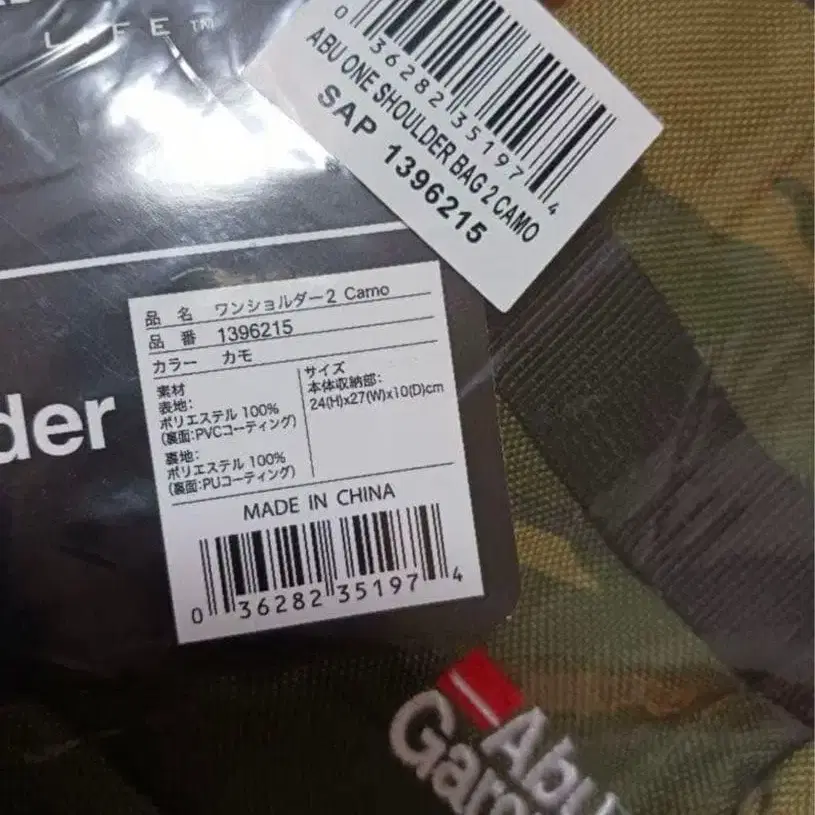 LIFE™
0 36282 35197 4
ABU ONE SHOULDER BAG 2 CAMO
SAP 1396215
品 名 ワンショルダー2 Camo
品 番 1396215
カラー カモ
素材
表地:
ポリエステル 100%
(裏面:PVCコーティング)
裏地:
ポリエステル 100%
(裏面:PUコーティング)
サイズ
本体収納部:
24(H)x27(W)x10(D)cm
MADE IN CHINA
0 36282 35197 4
der
Abu
Garc